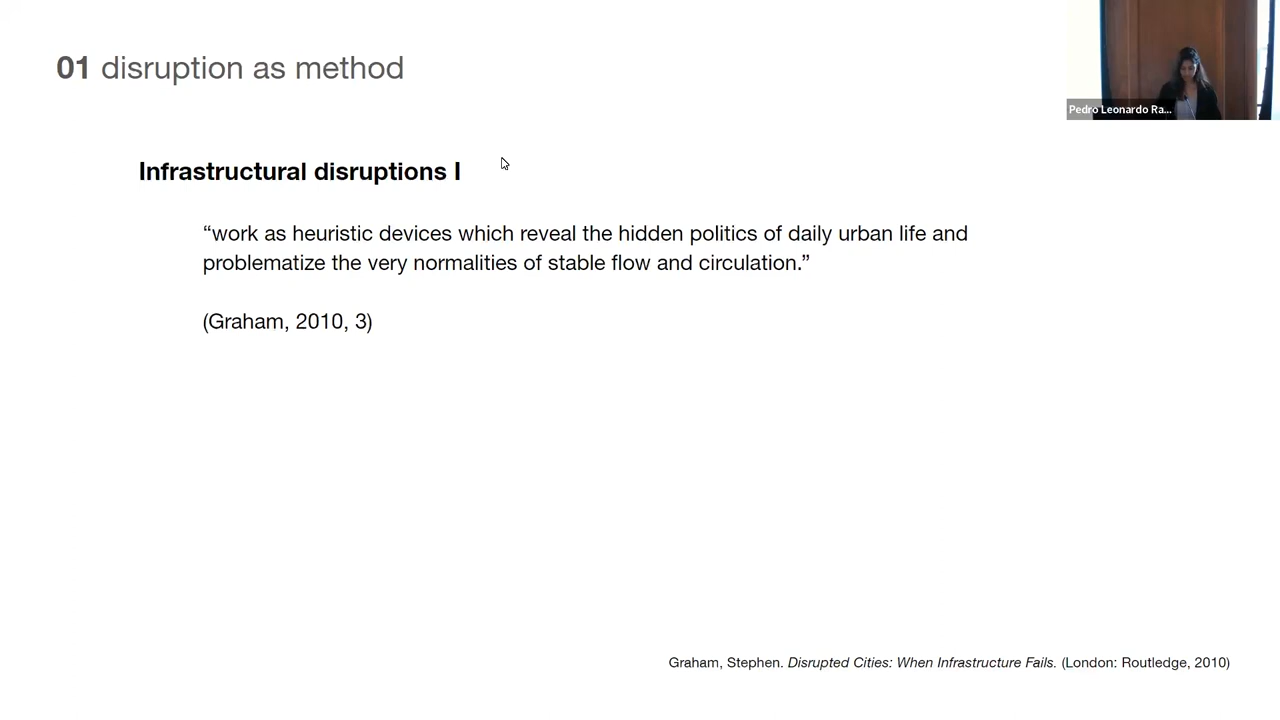 01 disruption as method
Pedro Leonardo Ra...
Infrastructural disruptions I
“work as heuristic devices which reveal the hidden politics of daily urban life and
problematize the very normalities of stable flow and circulation.”
(Graham, 2010, 3)
Graham, Stephen. Disrupted Cities: When Infrastructure Fails. (London: Routledge, 2010)